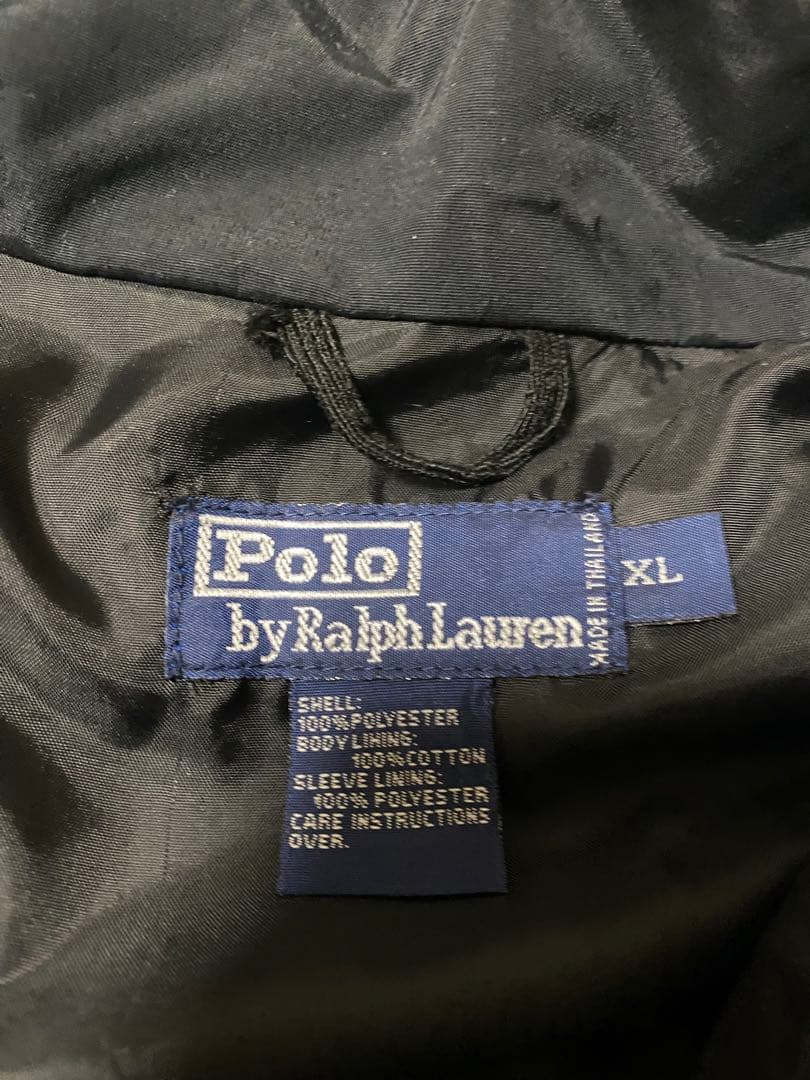 Polo
by Ralph Lauren
MADE IN THAILAND
XL
SHELL:
100% POLYESTER
BODY LINING:
100% COTTON
SLEEVE LINING:
100% POLYESTER
CARE INSTRUCTIONS
OVER.